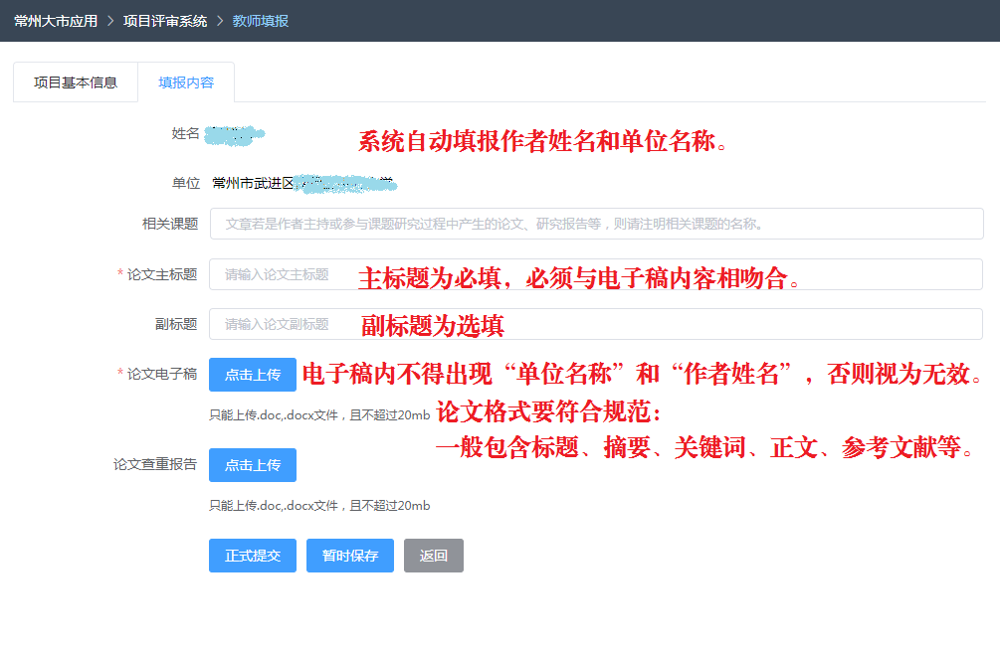 常州大市应用 > 项目评审系统 > 教师填报
项目基本信息 填报内容
姓名
系统自动填报作者姓名和单位名称。
单位 常州市武进区
相关课题 文章若是作者主持或参与课题研究过程中产生的论文、研究报告等，则请注明相关课题的名称。
* 论文主标题 请输入论文主标题 主标题为必填，必须与电子稿内容相吻合。
副标题 请输入论文副标题 副标题为选填
* 论文电子稿 点击上传 电子稿内不得出现“单位名称”和“作者姓名”，否则视为无效。
只能上传.doc,.docx文件，且不超过20mb 论文格式要符合规范：
一般包含标题、摘要、关键词、正文、参考文献等。
论文查重报告 点击上传
只能上传.doc,.docx文件，且不超过20mb
正式提交 暂时保存 返回